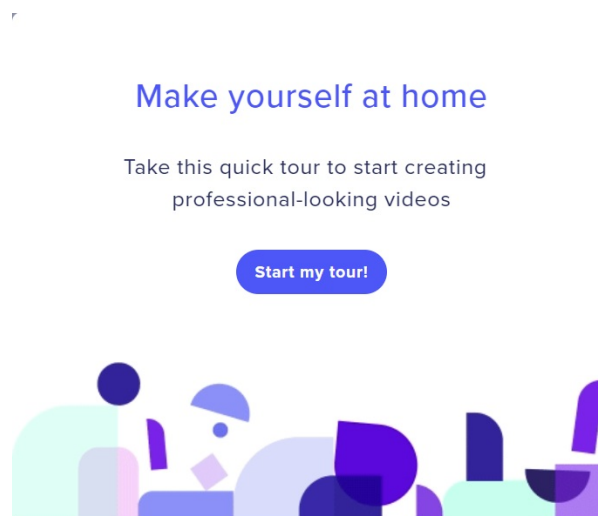 Make yourself at home
Take this quick tour to start creating
professional-looking videos
Start my tour!